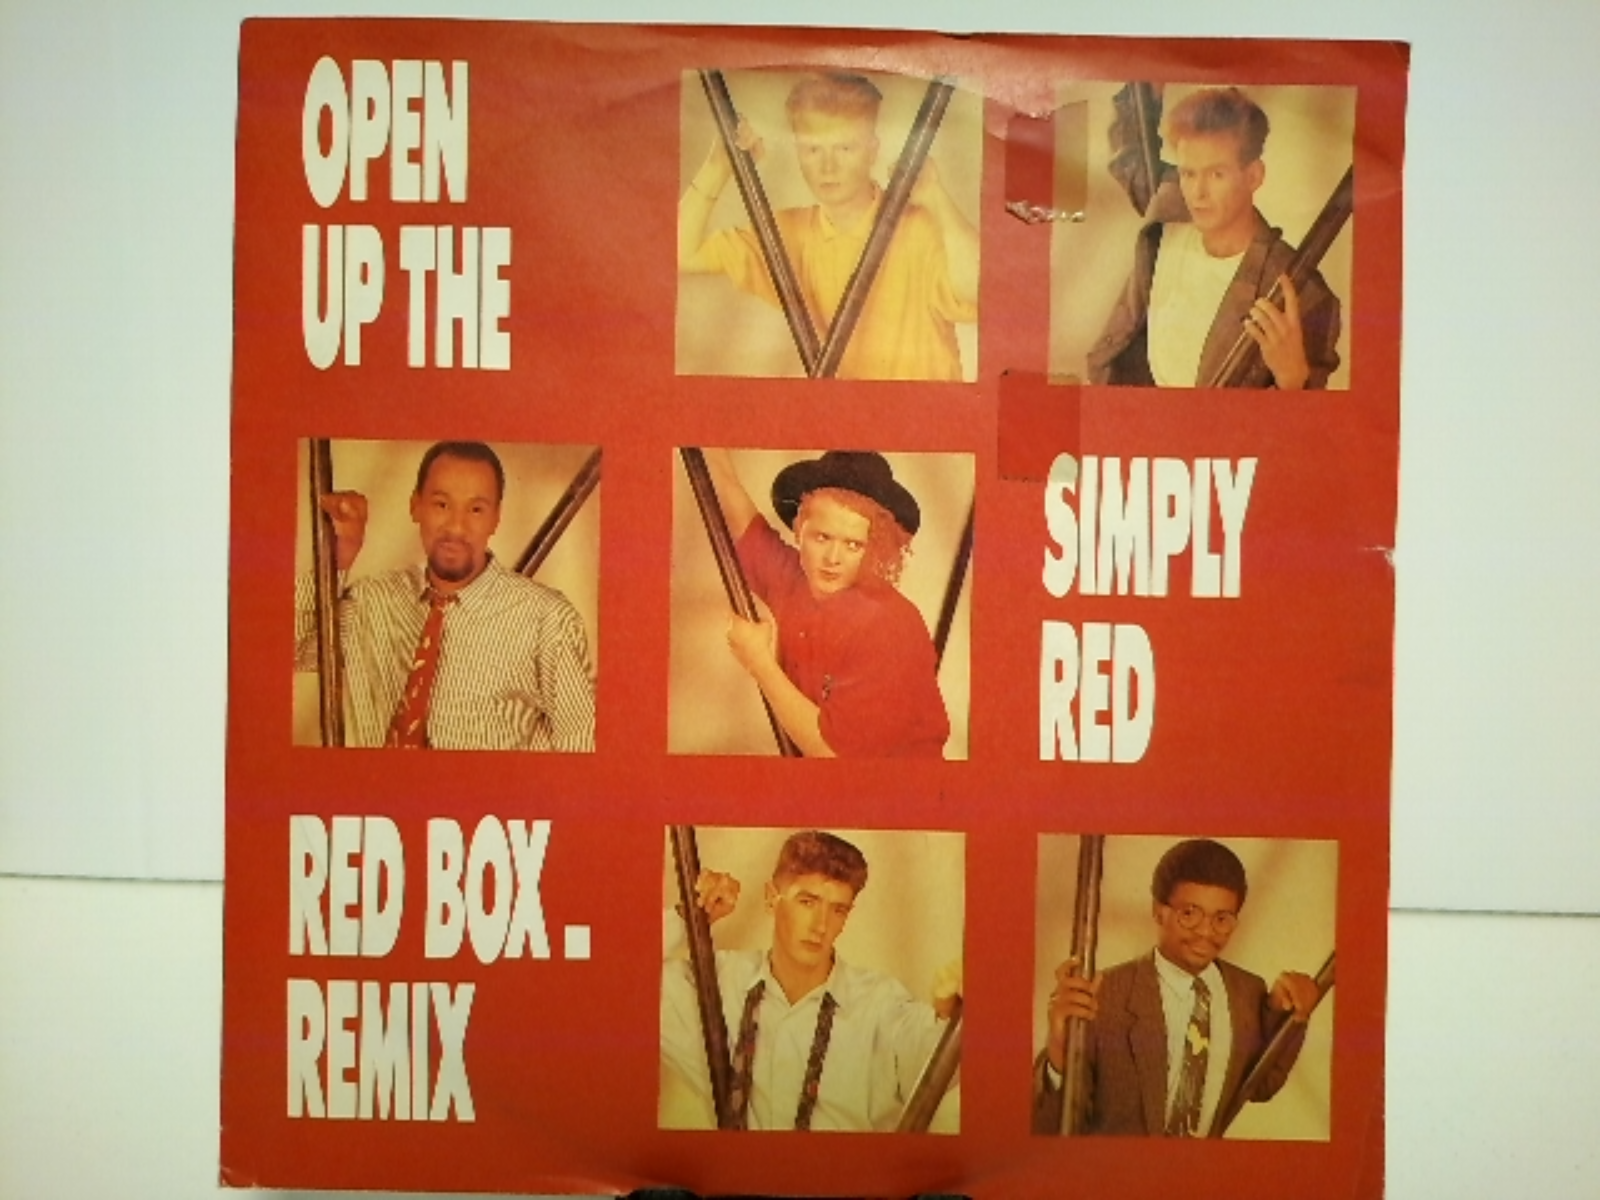 OPEN
UP THE
SIMPLY
RED
RED BOX.
REMIX